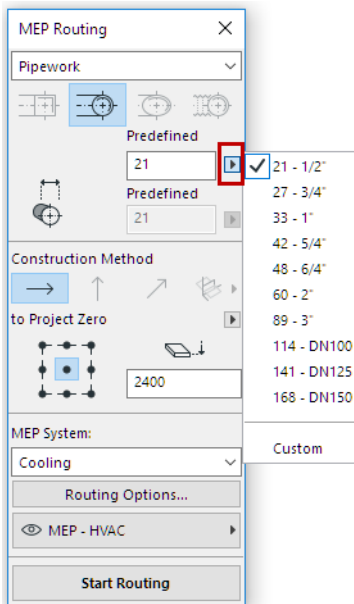 MEP Routing
Pipework
Predefined
21
Predefined
21
Construction Method
to Project Zero
2400
MEP System:
Cooling
Routing Options...
MEP - HVAC
Start Routing
21 - 1/2"
27 - 3/4"
33 - 1"
42 - 5/4"
48 - 6/4"
60 - 2"
89 - 3"
114 - DN100
141 - DN125
168 - DN150
Custom